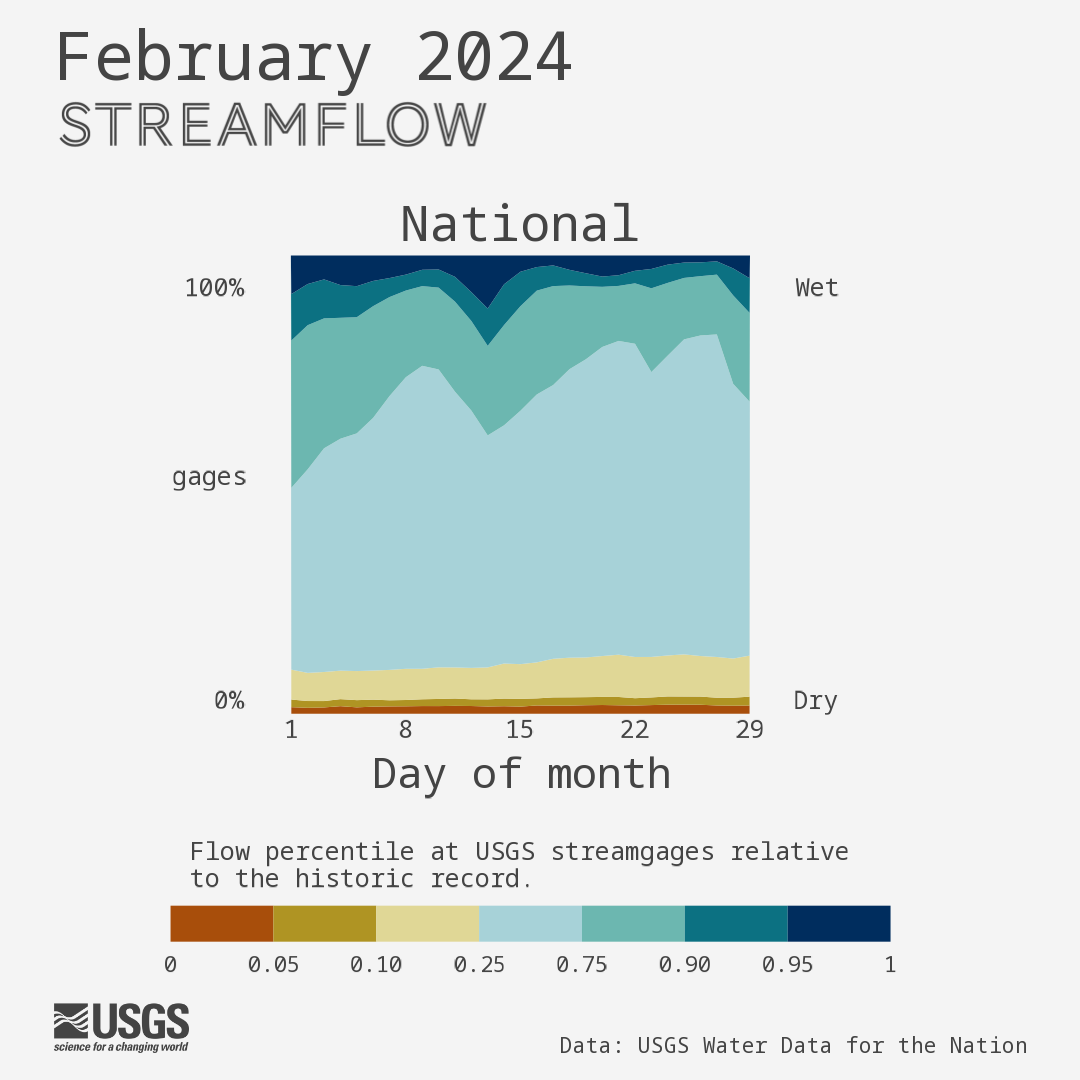 February 2024
STREAMFLOW
National
100%
Wet
gages
0%
Dry
1 8 15 22 29
Day of month
Flow percentile at USGS streamgages relative
to the historic record.
0 0.05 0.10 0.25 0.75 0.90 0.95 1
USGS
science for a changing world
Data: USGS Water Data for the Nation